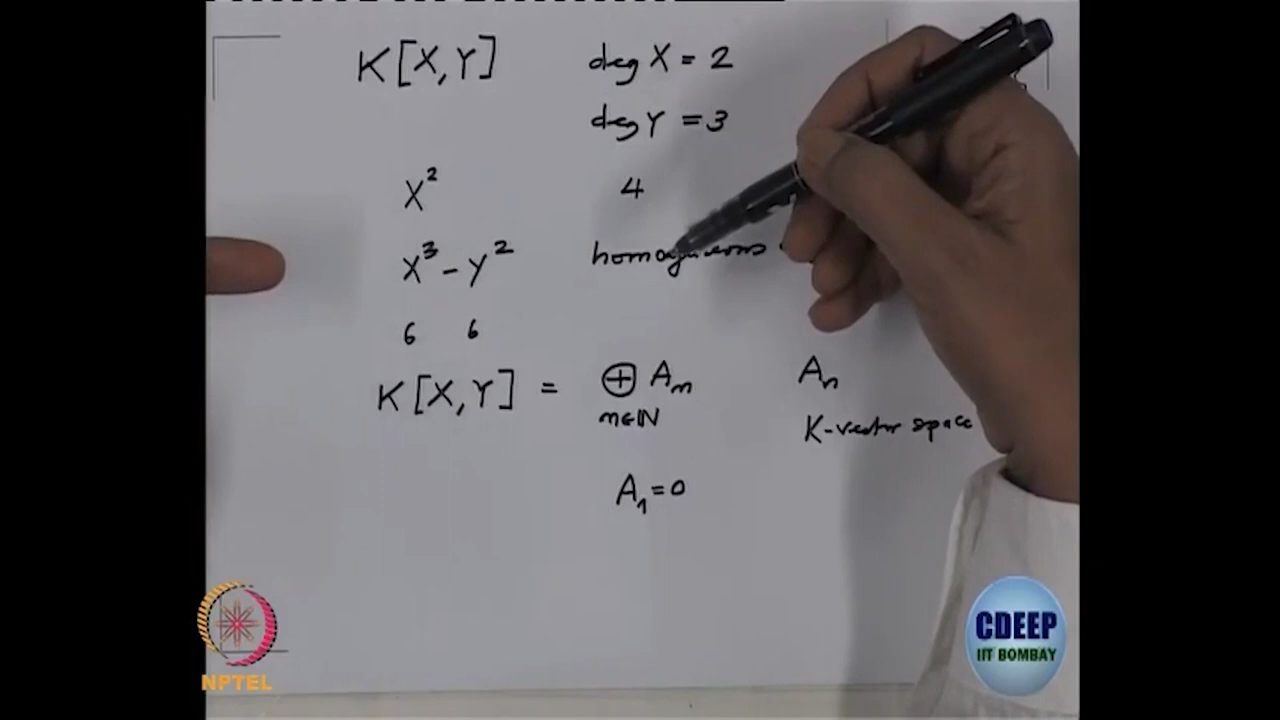 K[X,Y] deg X = 2
deg Y = 3
X² 4
X³ - Y² homogeneous
6 6
K[X,Y] = ⊕ Aₘ Aₙ
m∈ℕ K-vector space
A₁ = 0
NPTEL
CDEEP
IIT BOMBAY